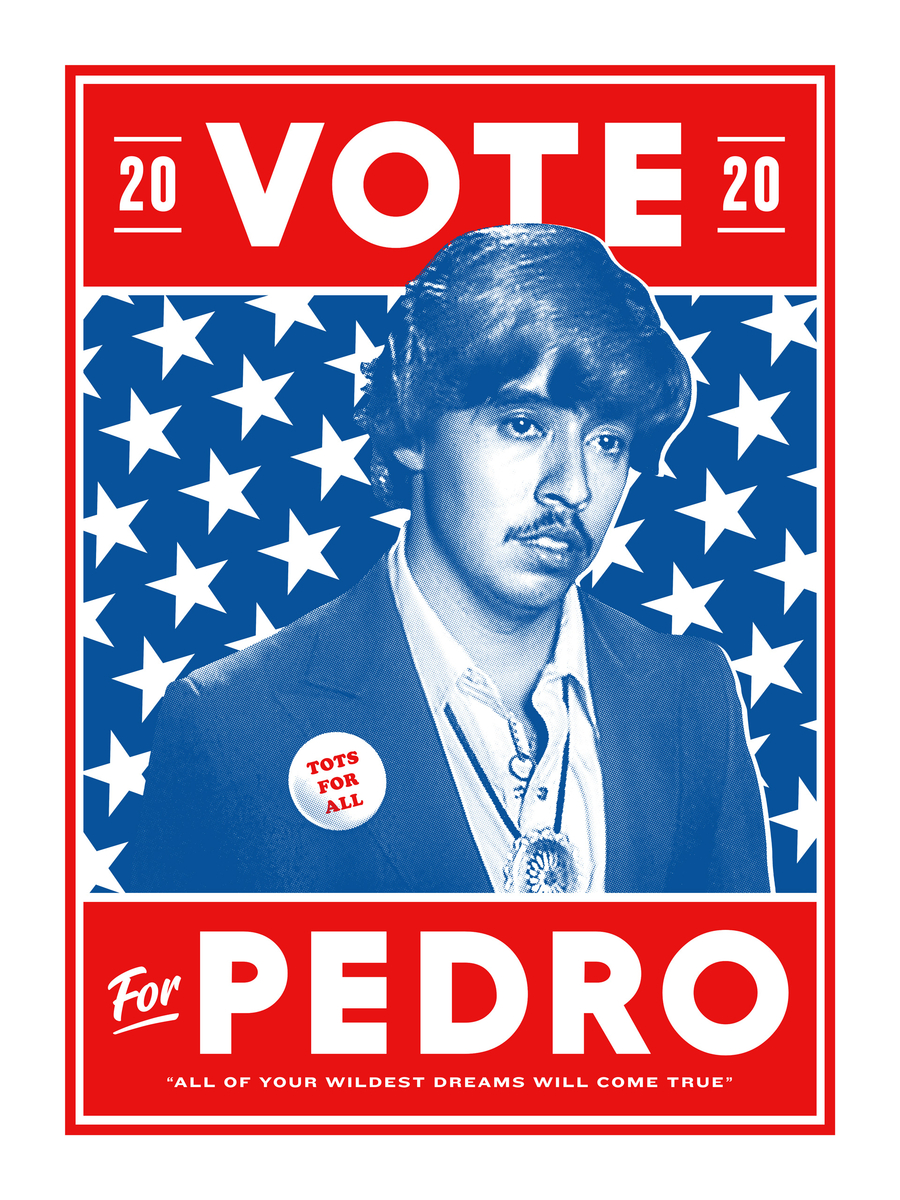 20 VOTE 20
TOTS
FOR
ALL
For PEDRO
“ALL OF YOUR WILDEST DREAMS WILL COME TRUE”